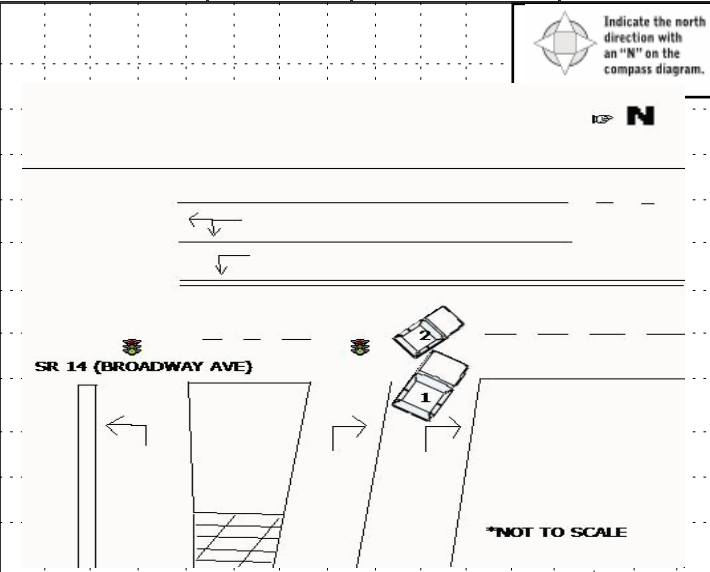 Indicate the north
direction with
an "N" on the
compass diagram.
N
2
SR 14 (BROADWAY AVE)
1
*NOT TO SCALE